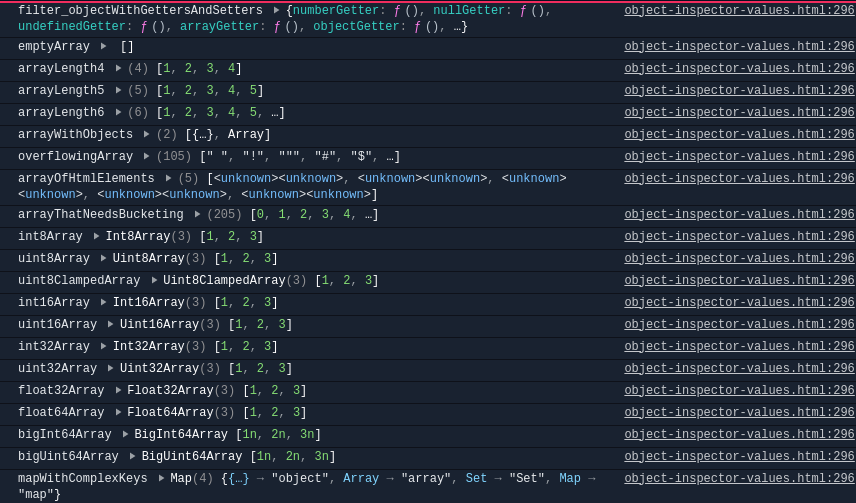 filter_objectWithGettersAndSetters ▶ {numberGetter: ƒ (), nullGetter: ƒ (), object-inspector-values.html:296
undefinedGetter: ƒ (), arrayGetter: ƒ (), objectGetter: ƒ (), …}
emptyArray ▶ [] object-inspector-values.html:296
arrayLength4 ▶ (4) [1, 2, 3, 4] object-inspector-values.html:296
arrayLength5 ▶ (5) [1, 2, 3, 4, 5] object-inspector-values.html:296
arrayLength6 ▶ (6) [1, 2, 3, 4, 5, …] object-inspector-values.html:296
arrayWithObjects ▶ (2) [{…}, Array] object-inspector-values.html:296
overflowingArray ▶ (105) [" ", "!", """, "#", "$", …] object-inspector-values.html:296
arrayOfHtmlElements ▶ (5) [<unknown><unknown>, <unknown><unknown>, <unknown> object-inspector-values.html:296
<unknown>, <unknown><unknown>, <unknown><unknown>]
arrayThatNeedsBucketing ▶ (205) [0, 1, 2, 3, 4, …] object-inspector-values.html:296
int8Array ▶ Int8Array(3) [1, 2, 3] object-inspector-values.html:296
uint8Array ▶ Uint8Array(3) [1, 2, 3] object-inspector-values.html:296
uint8ClampedArray ▶ Uint8ClampedArray(3) [1, 2, 3] object-inspector-values.html:296
int16Array ▶ Int16Array(3) [1, 2, 3] object-inspector-values.html:296
uint16Array ▶ Uint16Array(3) [1, 2, 3] object-inspector-values.html:296
int32Array ▶ Int32Array(3) [1, 2, 3] object-inspector-values.html:296
uint32Array ▶ Uint32Array(3) [1, 2, 3] object-inspector-values.html:296
float32Array ▶ Float32Array(3) [1, 2, 3] object-inspector-values.html:296
float64Array ▶ Float64Array(3) [1, 2, 3] object-inspector-values.html:296
bigInt64Array ▶ BigInt64Array [1n, 2n, 3n] object-inspector-values.html:296
bigUint64Array ▶ BigUint64Array [1n, 2n, 3n] object-inspector-values.html:296
mapWithComplexKeys ▶ Map(4) {{…} → "object", Array → "array", Set → "Set", Map → object-inspector-values.html:296
"map"}